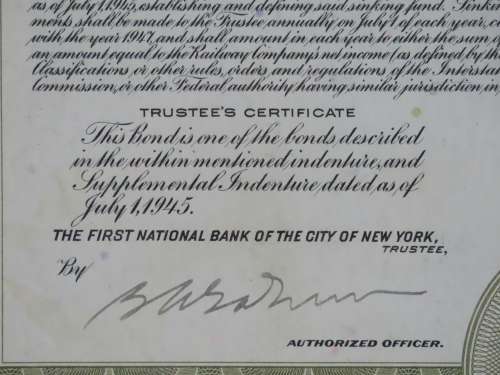 as of July 1, 1945, establishing and defining said sinking fund. Sinki
ments shall be made to the Trustee annually on July 1 of each year, c
with the year 1947, and shall amount in each year to either the sum of
an amount equal to the Railway Company's net income (as defined by th
Classifications, or other rules, orders, and regulations of the Intersta
Commission, or other Federal authority having similar jurisdiction in
TRUSTEE'S CERTIFICATE
This Bond is one of the bonds, described
in the within mentioned indenture, and
Supplemental Indenture, dated as of
July 1, 1945.
THE FIRST NATIONAL BANK OF THE CITY OF NEW YORK,
TRUSTEE,
By
AUTHORIZED OFFICER.